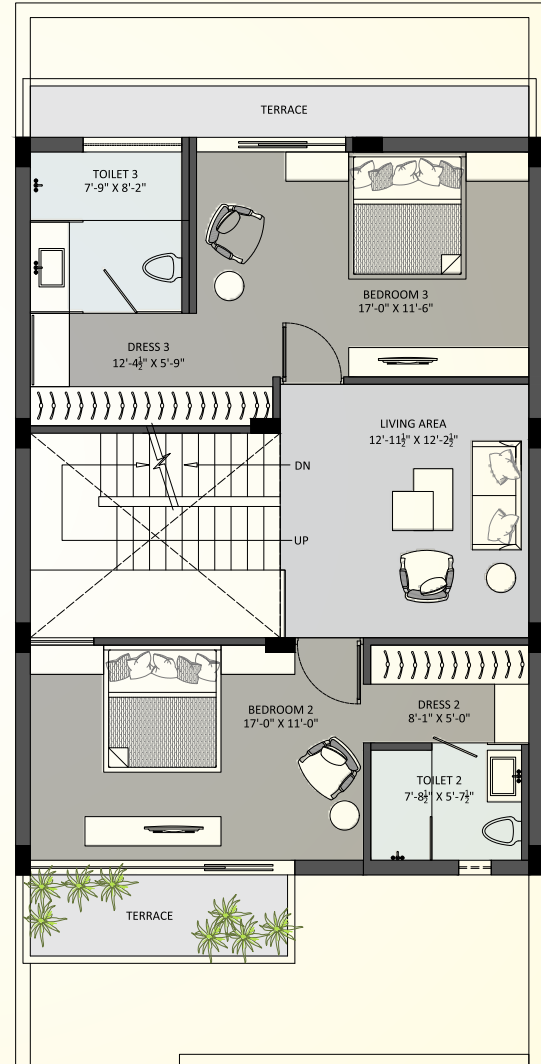 TERRACE
TOILET 3
7'-9" X 8'-2"
BEDROOM 3
17'-0" X 11'-6"
DRESS 3
12'-4½" X 5'-9"
LIVING AREA
12'-11½" X 12'-2½"
DN
UP
BEDROOM 2
17'-0" X 11'-0"
DRESS 2
8'-1" X 5'-0"
TOILET 2
7'-8½" X 5'-7½"
TERRACE